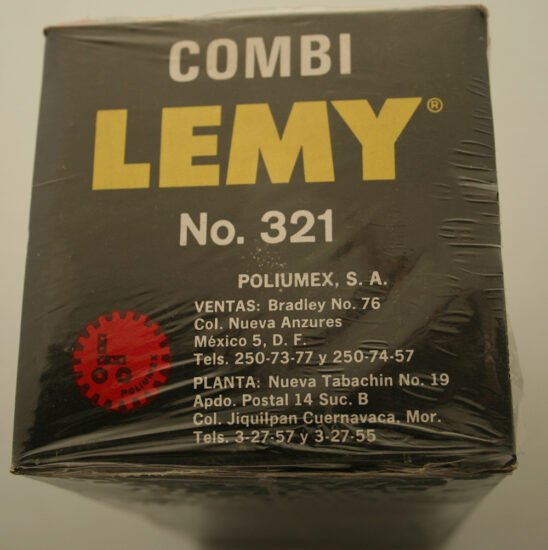 COMBI
LEMY®
No. 321
POLIUMEX, S. A.
VENTAS: Bradley No. 76
Col. Nueva Anzures
México 5, D. F.
Tels. 250-73-77 y 250-74-57
PLANTA: Nueva Tabachin No. 19
Apdo. Postal 14 Suc. B
Col. Jiquilpan Cuernavaca, Mor.
Tels. 3-27-57 y 3-27-55
poliumex